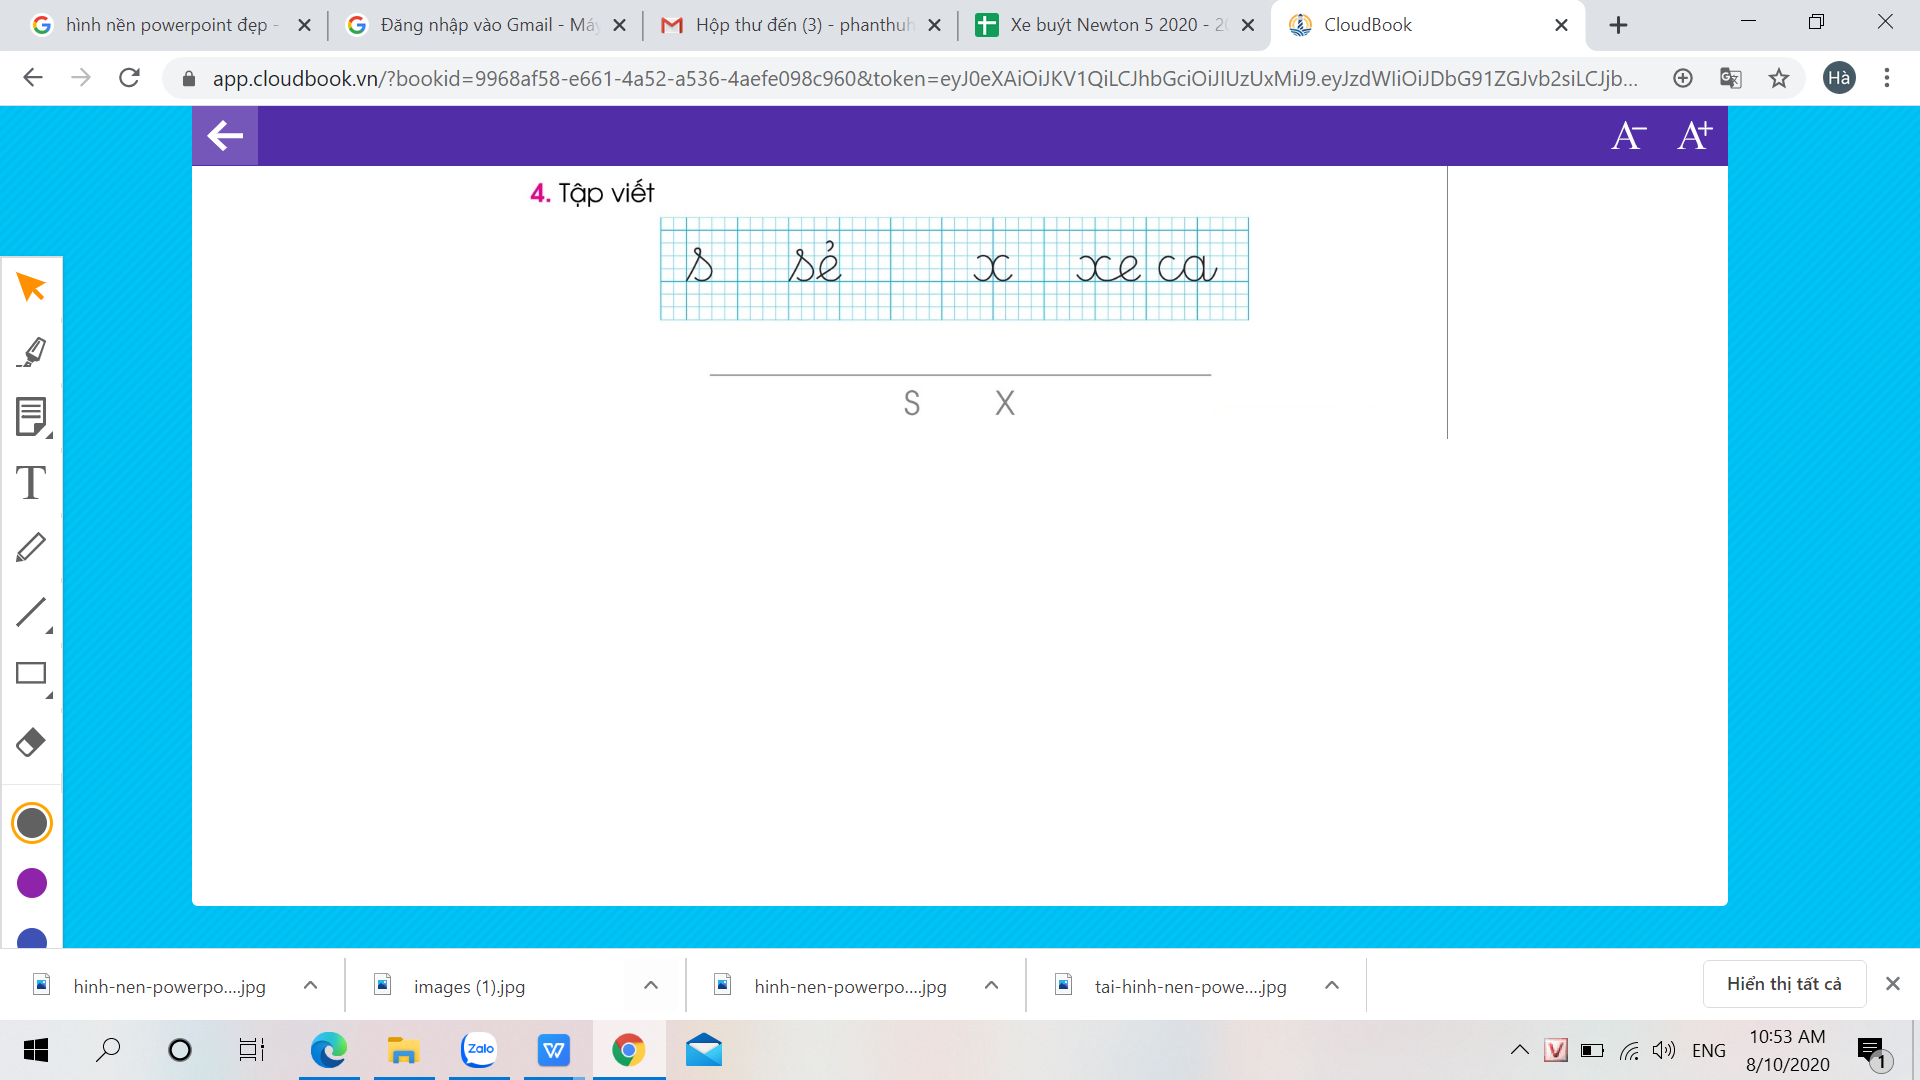 hình nền powerpoint đẹp -
Đăng nhập vào Gmail - Má
Hộp thư đến (3) - phanthuh
Xe buýt Newton 5 2020 - 20
CloudBook
app.cloudbook.vn/?bookid=9968af58-e661-4a52-a536-4aefe098c960&token=eyJ0eXAiOiJKV1QiLCJhbGciOiJIUzUxMiJ9.eyJzdWIiOiJDbG91ZGJvb2siLCJjb...
Hà
A- A+
4. Tập viết
s sẻ x xe ca
S X
T
hinh-nen-powerpo....jpg
images (1).jpg
hinh-nen-powerpo....jpg
tai-hinh-nen-powe....jpg
Hiển thị tất cả
Zalo
W
V
ENG
10:53 AM
8/10/2020
1